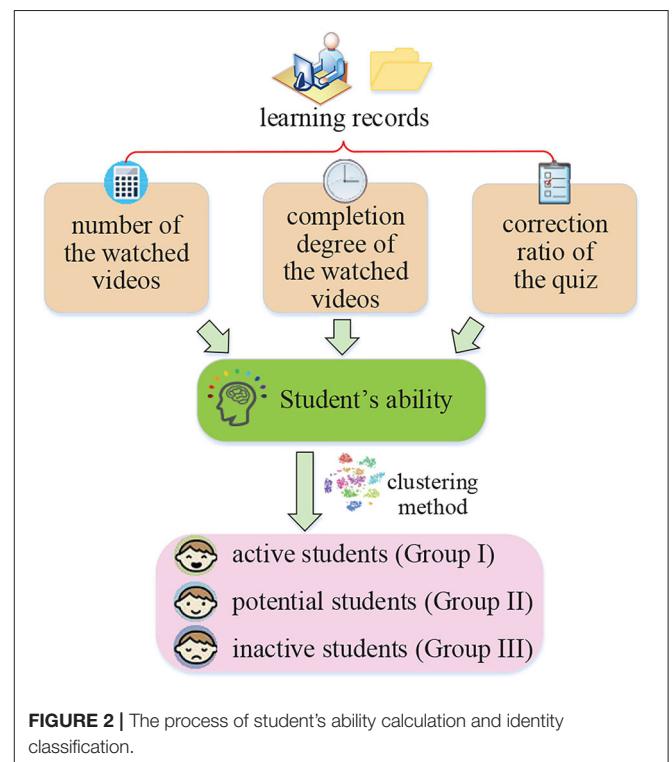 learning records
number of
the watched
videos
completion
degree of
the watched
videos
correction
ratio of
the quiz
Student's ability
clustering
method
active students (Group I)
potential students (Group II)
inactive students (Group III)
FIGURE 2 | The process of student's ability calculation and identity
classification.